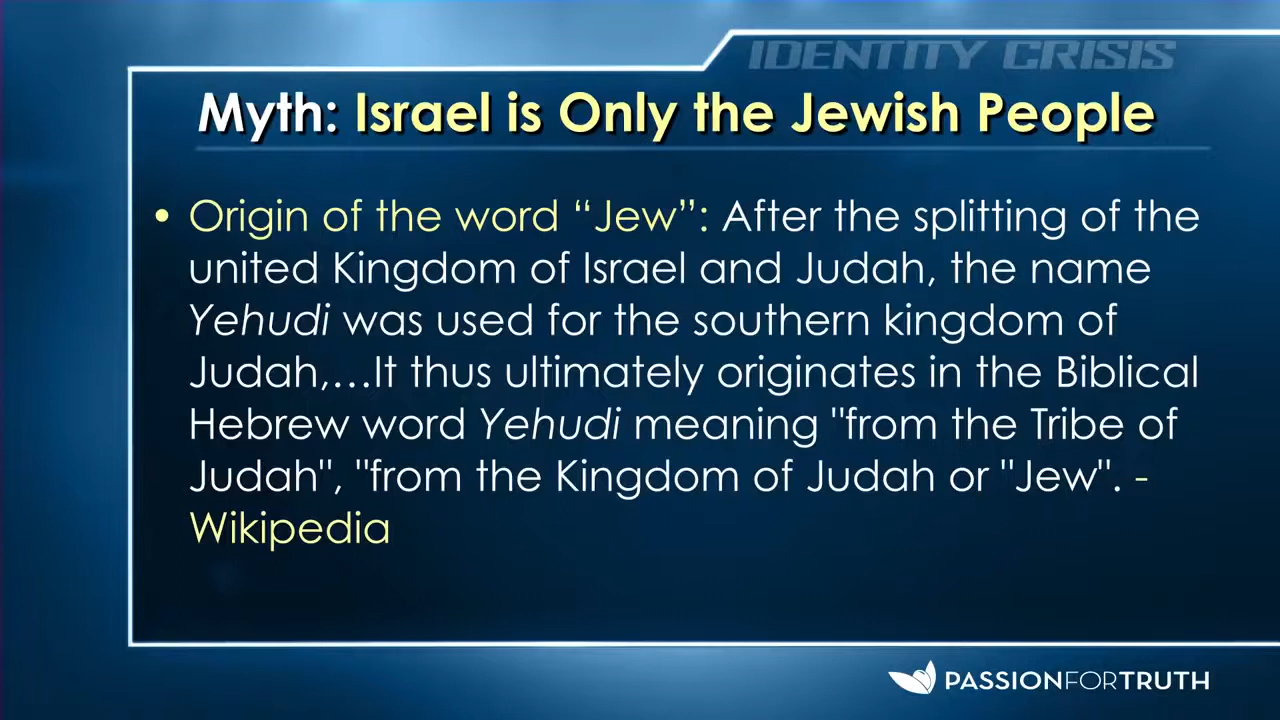 IDENTITY CRISIS
Myth: Israel is Only the Jewish People
• Origin of the word “Jew”: After the splitting of the
united Kingdom of Israel and Judah, the name
Yehudi was used for the southern kingdom of
Judah,…It thus ultimately originates in the Biblical
Hebrew word Yehudi meaning "from the Tribe of
Judah", "from the Kingdom of Judah or "Jew". -
Wikipedia
PASSIONFORTRUTH